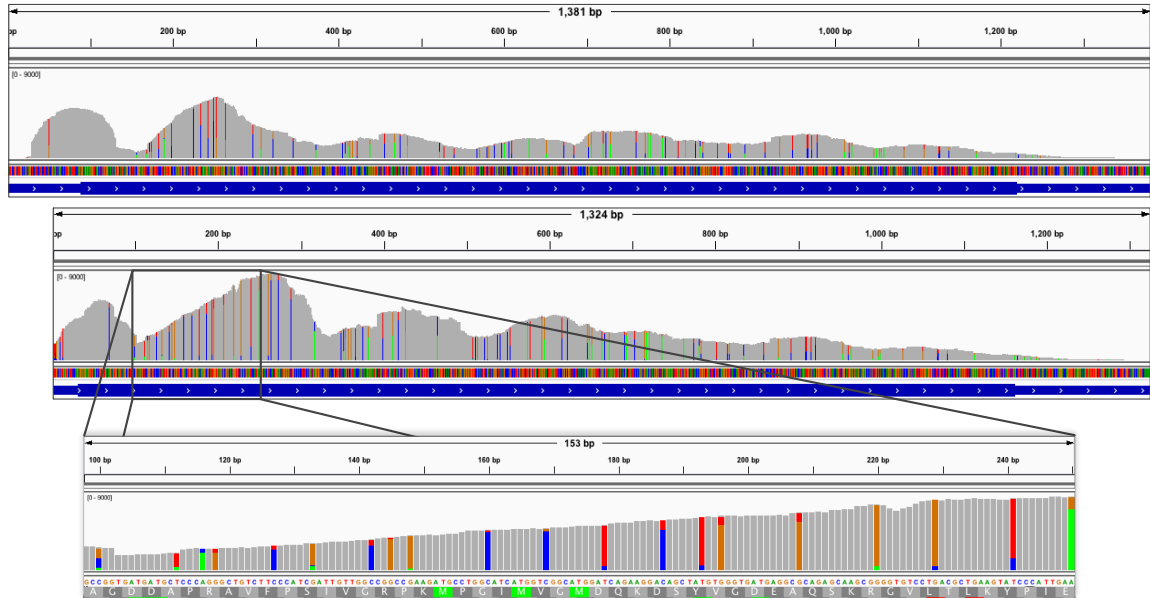 1,381 bp
bp 200 bp 400 bp 600 bp 800 bp 1,000 bp 1,200 bp
[0 - 9000]
1,324 bp
bp 200 bp 400 bp 600 bp 800 bp 1,000 bp 1,200 bp
[0 - 9000]
153 bp
100 bp 120 bp 140 bp 160 bp 180 bp 200 bp 220 bp 240 bp
[0 - 9000]
GCCGGTGATGATGCTCCCAGGGCTGTCTTCCCATCGATTGTTGGCCGGCCGAAGATGCCTGGCATCATGGTCGGCATGGATCAGAAGGACAGCTATGTGGGTGATGAGGCGCAGAGCAAGCGGGGTGTCCTGACGCTGAAGTATCCCATTGAA
A G D D A P R A V F P S I V G R P K M P G I M V G M D Q K D S Y V G D E A Q S K R G V L T L K Y P I E